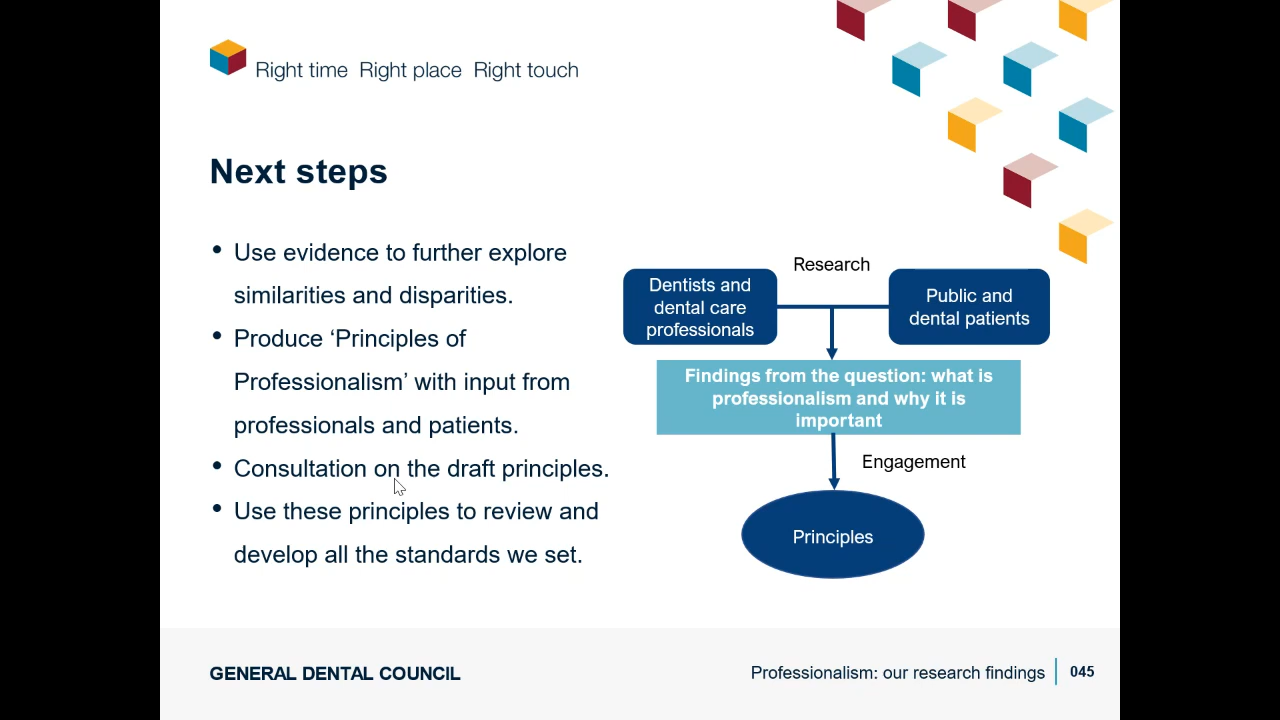 Right time  Right place  Right touch
Next steps
• Use evidence to further explore
similarities and disparities.
• Produce ‘Principles of
Professionalism’ with input from
professionals and patients.
• Consultation on the draft principles.
• Use these principles to review and
develop all the standards we set.
Research
Dentists and
dental care
professionals
Public and
dental patients
Findings from the question: what is
professionalism and why it is
important
Engagement
Principles
GENERAL DENTAL COUNCIL
Professionalism: our research findings
045